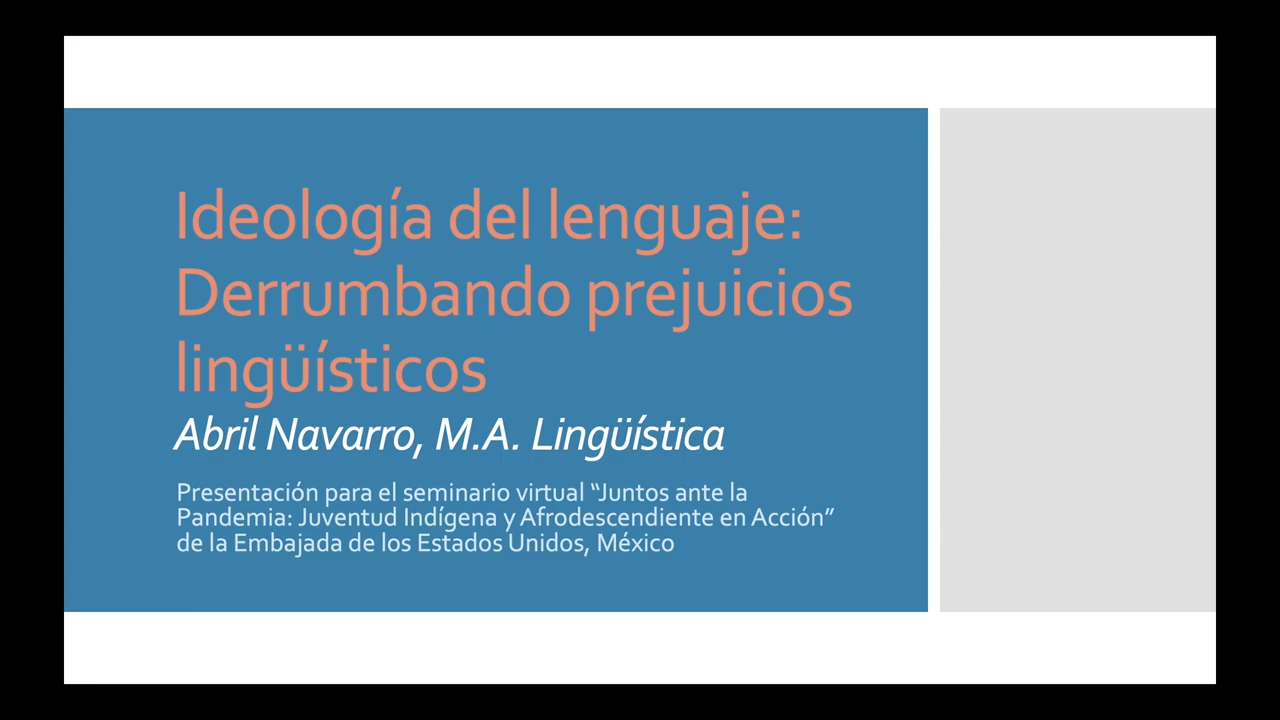 Ideología del lenguaje:
Derrumbando prejuicios
lingüísticos
Abril Navarro, M.A. Lingüística
Presentación para el seminario virtual “Juntos ante la
Pandemia: Juventud Indígena y Afrodescendiente en Acción”
de la Embajada de los Estados Unidos, México